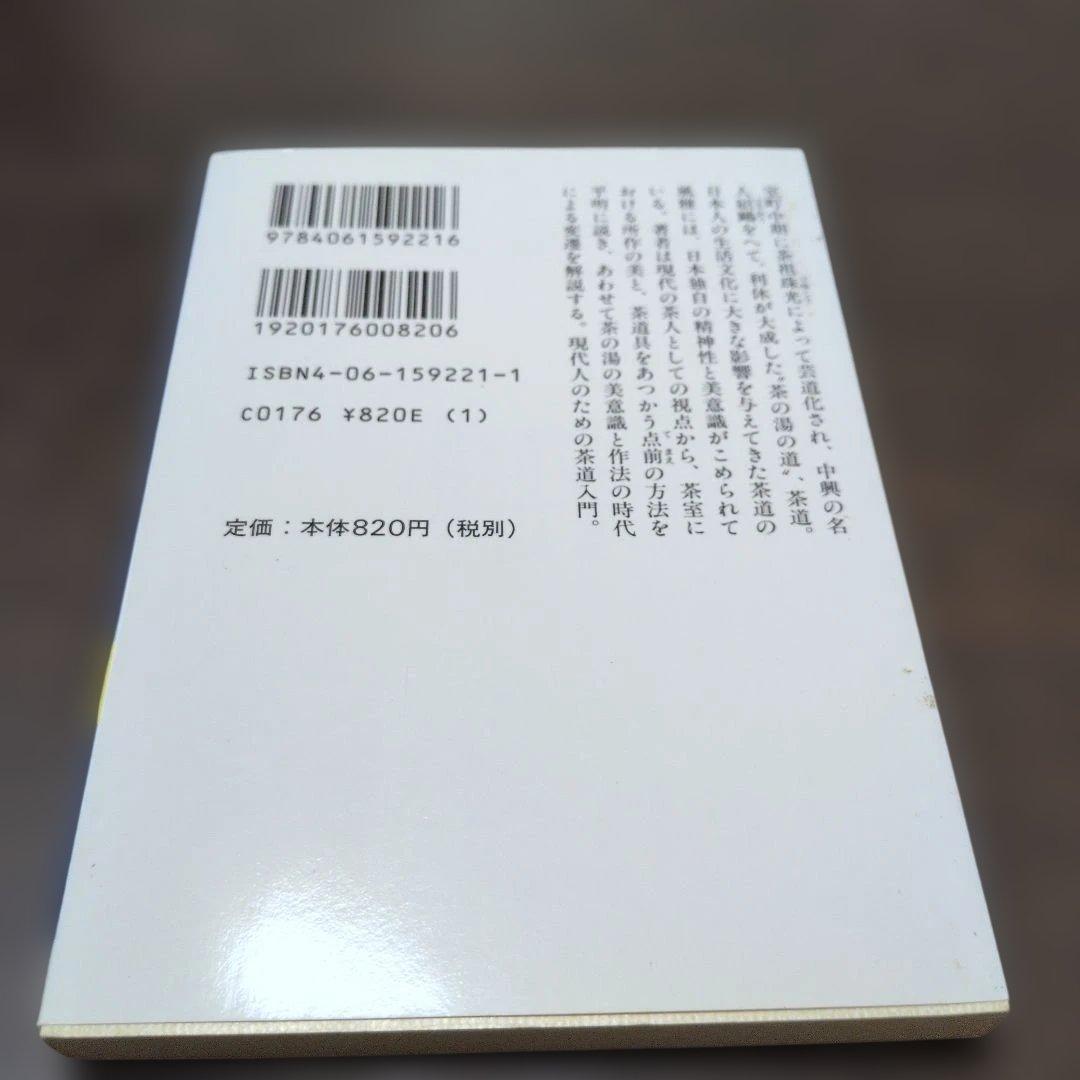 9784061592216
1920176008206
ISBN4-06-159221-1
C0176 ¥820E (1)
定価：本体820円（税別）
室町中期に茶祖珠光によって芸道化され、中興の名
人紹鷗をへて、利休が大成した〝茶の湯の道〟、茶道。
日本人の生活文化に大きな影響を与えてきた茶道の
には、日本独自の精神性と美意識がこめられて
いる。著者は現代の茶人としての視点から、茶室に
おける所作の美と、茶道具をあつかう点前の方法を
平明に説き、あわせて茶の湯の美意識と作法の時代
による変遷を解説する。現代人のための茶道入門。